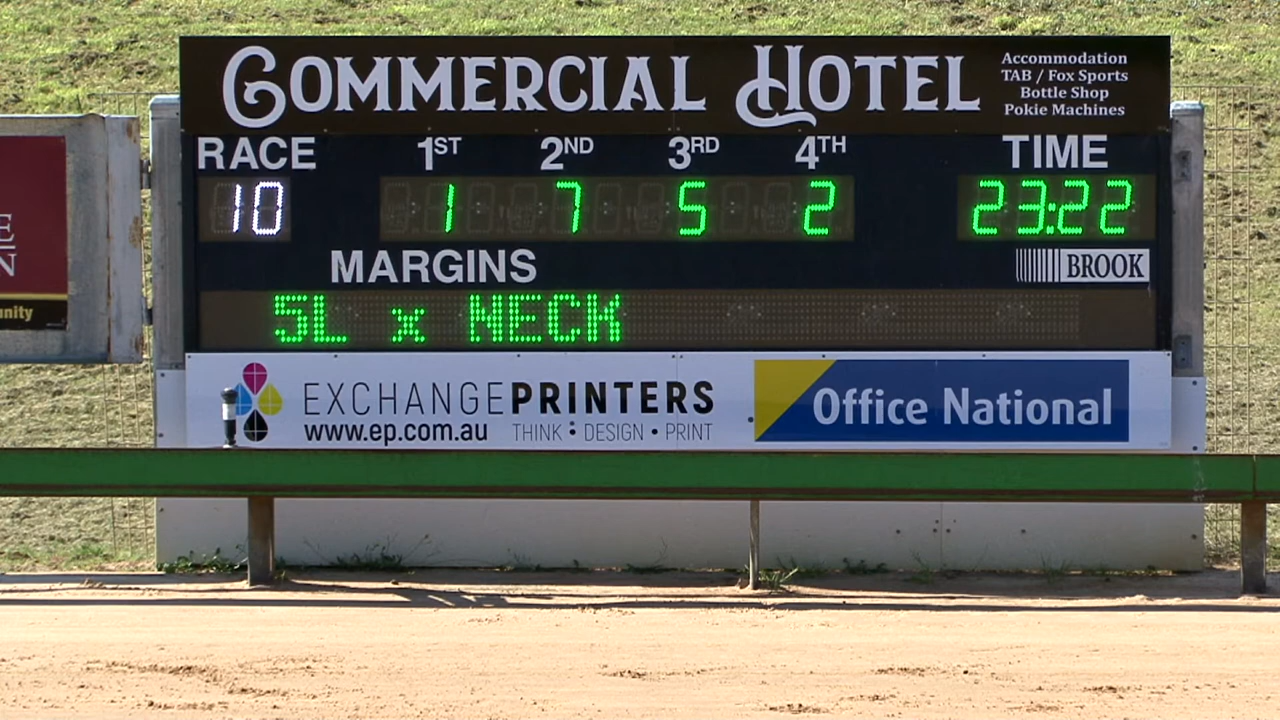 COMMERCIAL HOTEL
Accommodation
TAB / Fox Sports
Bottle Shop
Pokie Machines
RACE 1ST 2ND 3RD 4TH TIME
10 1 7 5 2 23:22
MARGINS
BROOK
5L x NECK
E
N
nity
EXCHANGEPRINTERS
www.ep.com.au THINK • DESIGN • PRINT
Office National